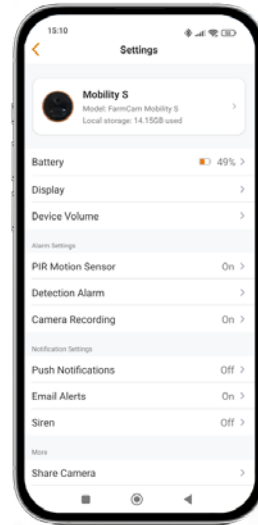 15:10
Settings
Mobility S
Model: FarmCam Mobility S
Local storage: 14.15GB used
Battery 49%
Display
Device Volume
Alarm Settings
PIR Motion Sensor On
Detection Alarm
Camera Recording On
Notification Settings
Push Notifications Off
Email Alerts On
Siren Off
More
Share Camera